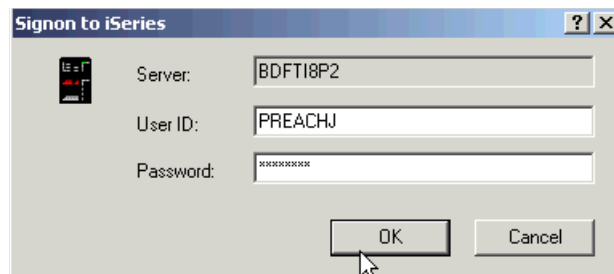 Signon to iSeries
Server: BDFTI8P2
User ID: PREACHJ
Password: ********
OK Cancel